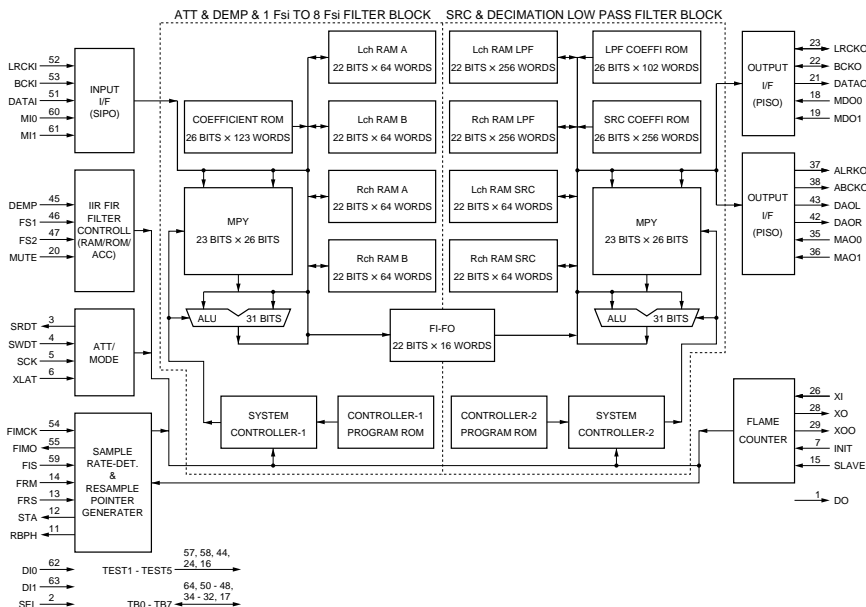 ATT & DEMP & 1 Fsi TO 8 Fsi FILTER BLOCK
SRC & DECIMATION LOW PASS FILTER BLOCK
LRCKI 52
BCKI 53
DATAI 51
MI0 60
MI1 61
INPUT
I/F
(SIPO)
DEMP 45
FS1 46
FS2 47
MUTE 20
IIR FIR
FILTER
CONTROLL
(RAM/ROM/
ACC)
SRDT 3
SWDT 4
SCK 5
XLAT 6
ATT/
MODE
FIMCK 54
FIMO 55
FIS 59
FRM 14
FRS 13
STA 12
RBPH 11
SAMPLE
RATE-DET.
&
RESAMPLE
POINTER
GENERATER
DI0 62
DI1 63
SEL 2
TEST1 - TEST5
57, 58, 44,
24, 16
TB0 - TB7
64, 50 - 48,
34 - 32, 17
COEFFICIENT ROM
26 BITS × 123 WORDS
Lch RAM A
22 BITS × 64 WORDS
Lch RAM B
22 BITS × 64 WORDS
Rch RAM A
22 BITS × 64 WORDS
Rch RAM B
22 BITS × 64 WORDS
MPY
23 BITS × 26 BITS
ALU 31 BITS
Lch RAM LPF
22 BITS × 256 WORDS
Rch RAM LPF
22 BITS × 256 WORDS
Lch RAM SRC
22 BITS × 64 WORDS
Rch RAM SRC
22 BITS × 64 WORDS
LPF COEFFI ROM
26 BITS × 102 WORDS
SRC COEFFI ROM
26 BITS × 256 WORDS
MPY
23 BITS × 26 BITS
ALU 31 BITS
FI-FO
22 BITS × 16 WORDS
SYSTEM
CONTROLLER-1
CONTROLLER-1
PROGRAM ROM
CONTROLLER-2
PROGRAM ROM
SYSTEM
CONTROLLER-2
OUTPUT
I/F
(PISO)
23 LRCKO
22 BCKO
21 DATAO
18 MDO0
19 MDO1
OUTPUT
I/F
(PISO)
37 ALRKO
38 ABCKO
43 DAOL
42 DAOR
35 MAO0
36 MAO1
FLAME
COUNTER
26 XI
28 XO
29 XOO
7 INIT
15 SLAVE
1 DO